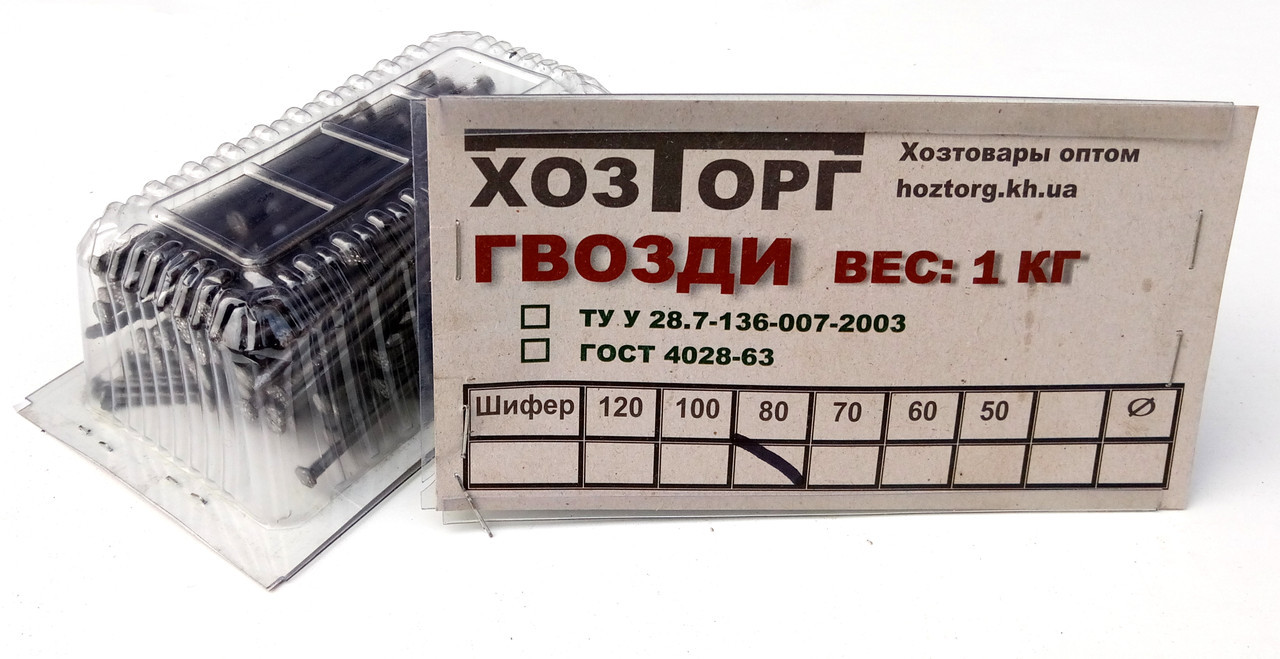 ХОЗТОРГ
Хозтовары оптом
hoztorg.kh.ua
ГВОЗДИ ВЕС: 1 КГ
ТУ У 28.7-136-007-2003
ГОСТ 4028-63
Шифер 120 100 80 70 60 50 Ø